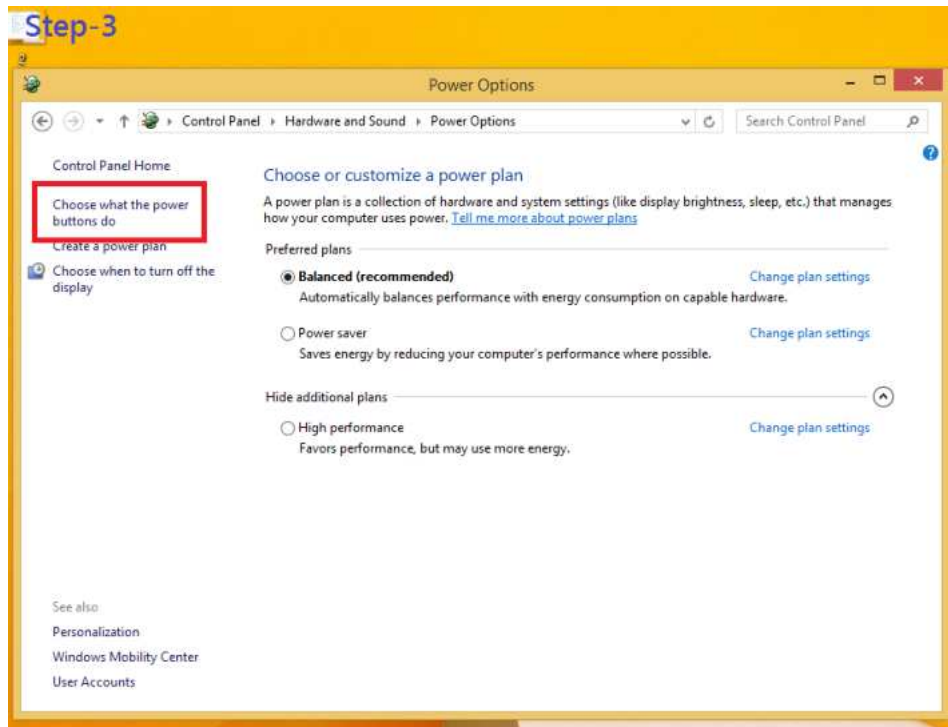 Step-3
Power Options
Control Panel Hardware and Sound Power Options
Search Control Panel
Control Panel Home
Choose what the power
buttons do
Create a power plan
Choose when to turn off the
display
Choose or customize a power plan
A power plan is a collection of hardware and system settings (like display brightness, sleep, etc.) that manages
how your computer uses power. Tell me more about power plans
Preferred plans
Balanced (recommended) Change plan settings
Automatically balances performance with energy consumption on capable hardware.
Power saver Change plan settings
Saves energy by reducing your computer's performance where possible.
Hide additional plans
High performance Change plan settings
Favors performance, but may use more energy.
See also
Personalization
Windows Mobility Center
User Accounts